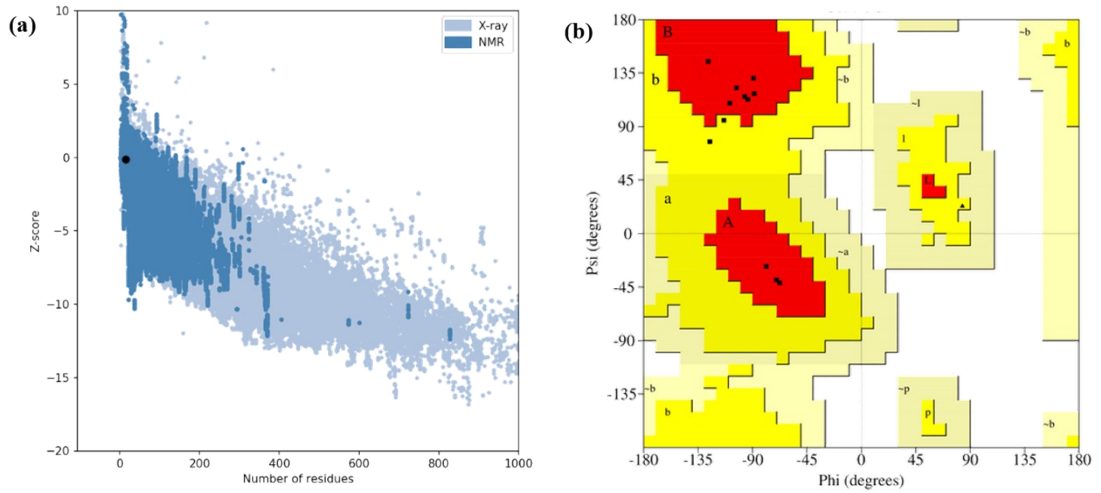 (a)
10
5
0
−5
−10
−15
−20
Z-score
0 200 400 600 800 1000
Number of residues
X-ray
NMR
(b)
180
135
90
45
0
-45
-90
-135
Psi (degrees)
-180 -135 -90 -45 0 45 90 135 180
Phi (degrees)
B
~b
b
b
~b
~l
l
L
a
A
~a
~b
b
~p
p
~b